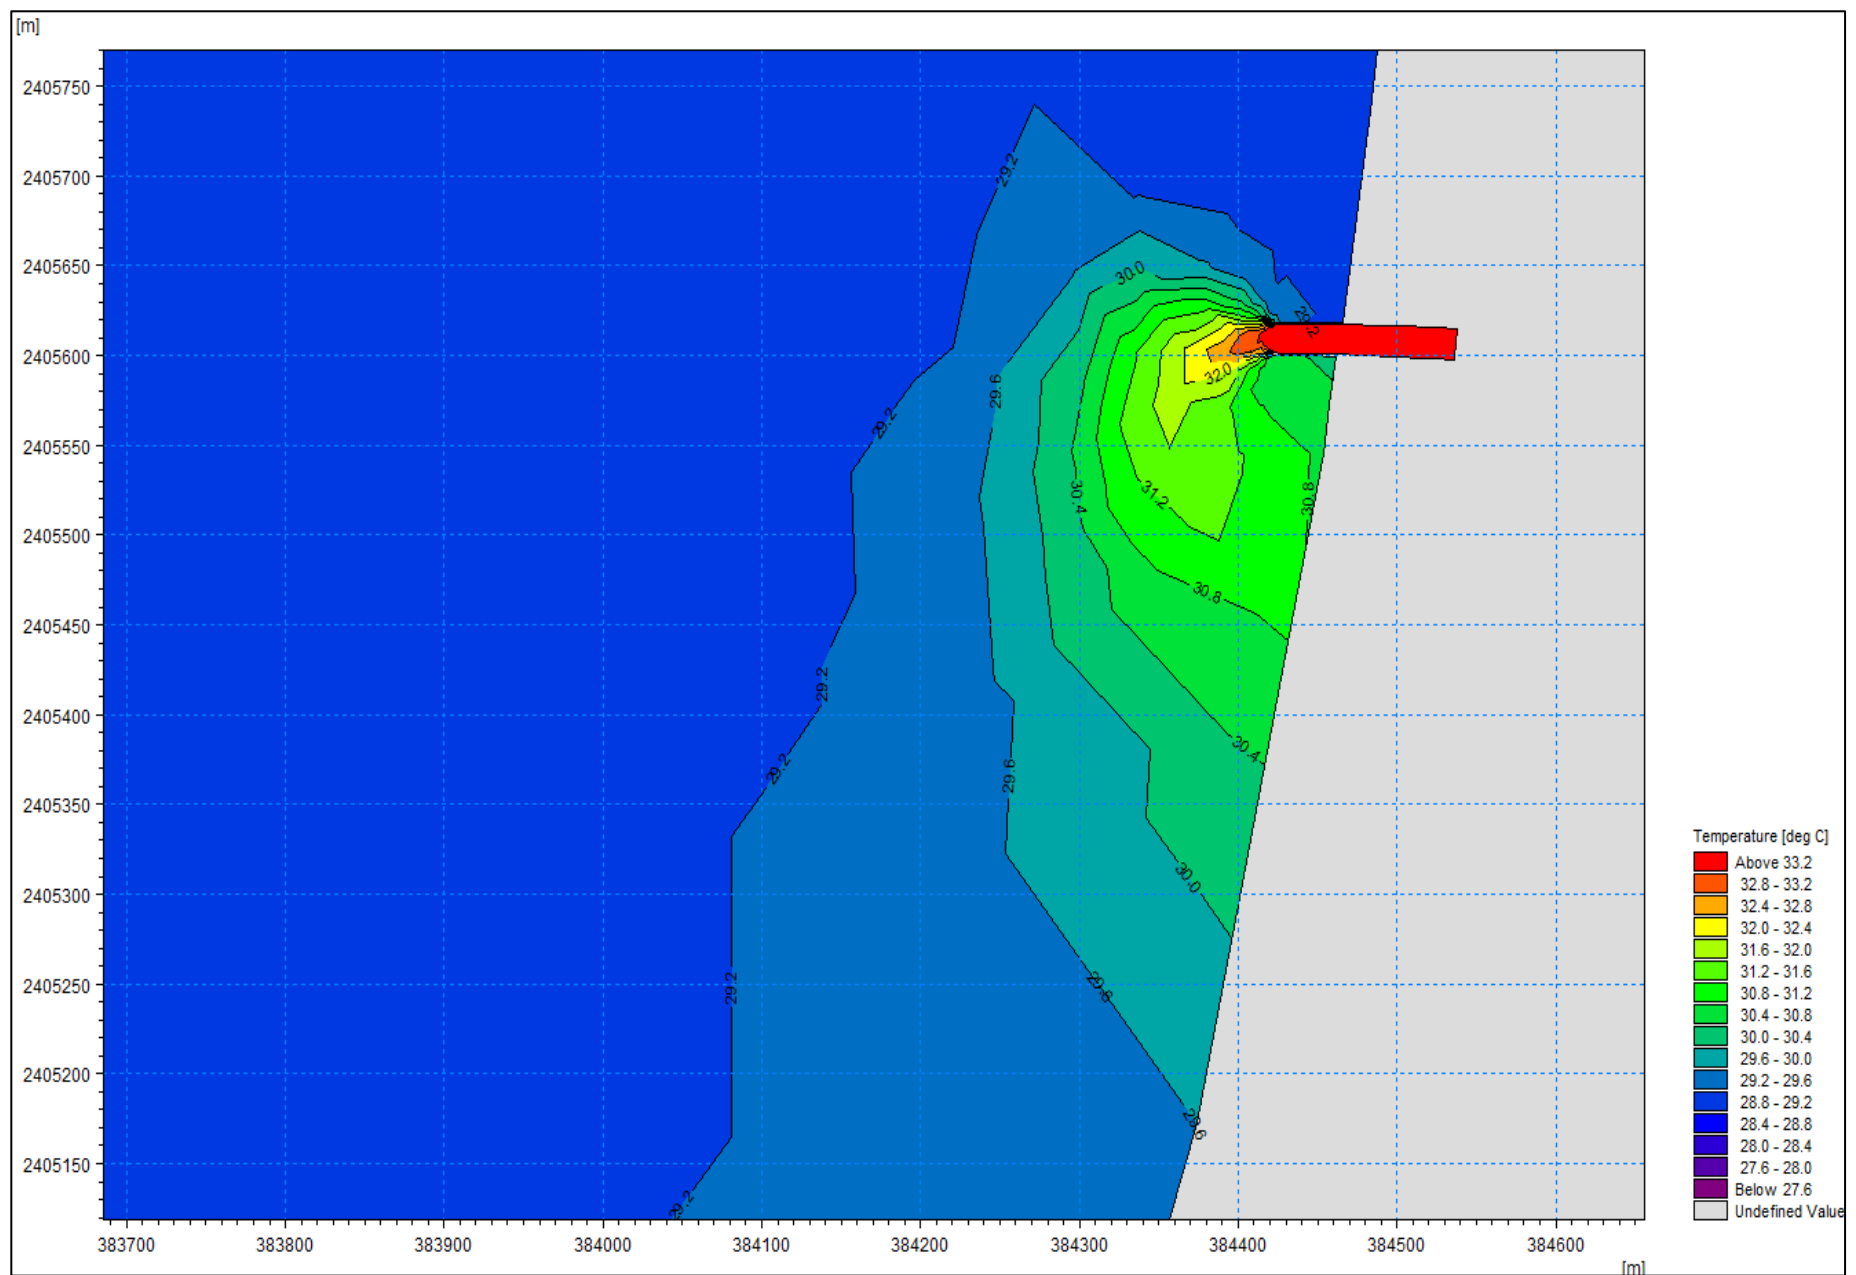 [m]
2405750
2405700
2405650
2405600
2405550
2405500
2405450
2405400
2405350
2405300
2405250
2405200
2405150
383700
383800
383900
384000
384100
384200
384300
384400
384500
384600
[m]
29.2
30.0
29.2
32.0
29.6
29.2
31.2
30.4
30.8
30.8
29.2
30.4
29.2
29.6
30.0
29.2
29.6
29.6
29.2
Temperature [deg C]
Above 33.2
32.8 - 33.2
32.4 - 32.8
32.0 - 32.4
31.6 - 32.0
31.2 - 31.6
30.8 - 31.2
30.4 - 30.8
30.0 - 30.4
29.6 - 30.0
29.2 - 29.6
28.8 - 29.2
28.4 - 28.8
28.0 - 28.4
27.6 - 28.0
Below 27.6
Undefined Value